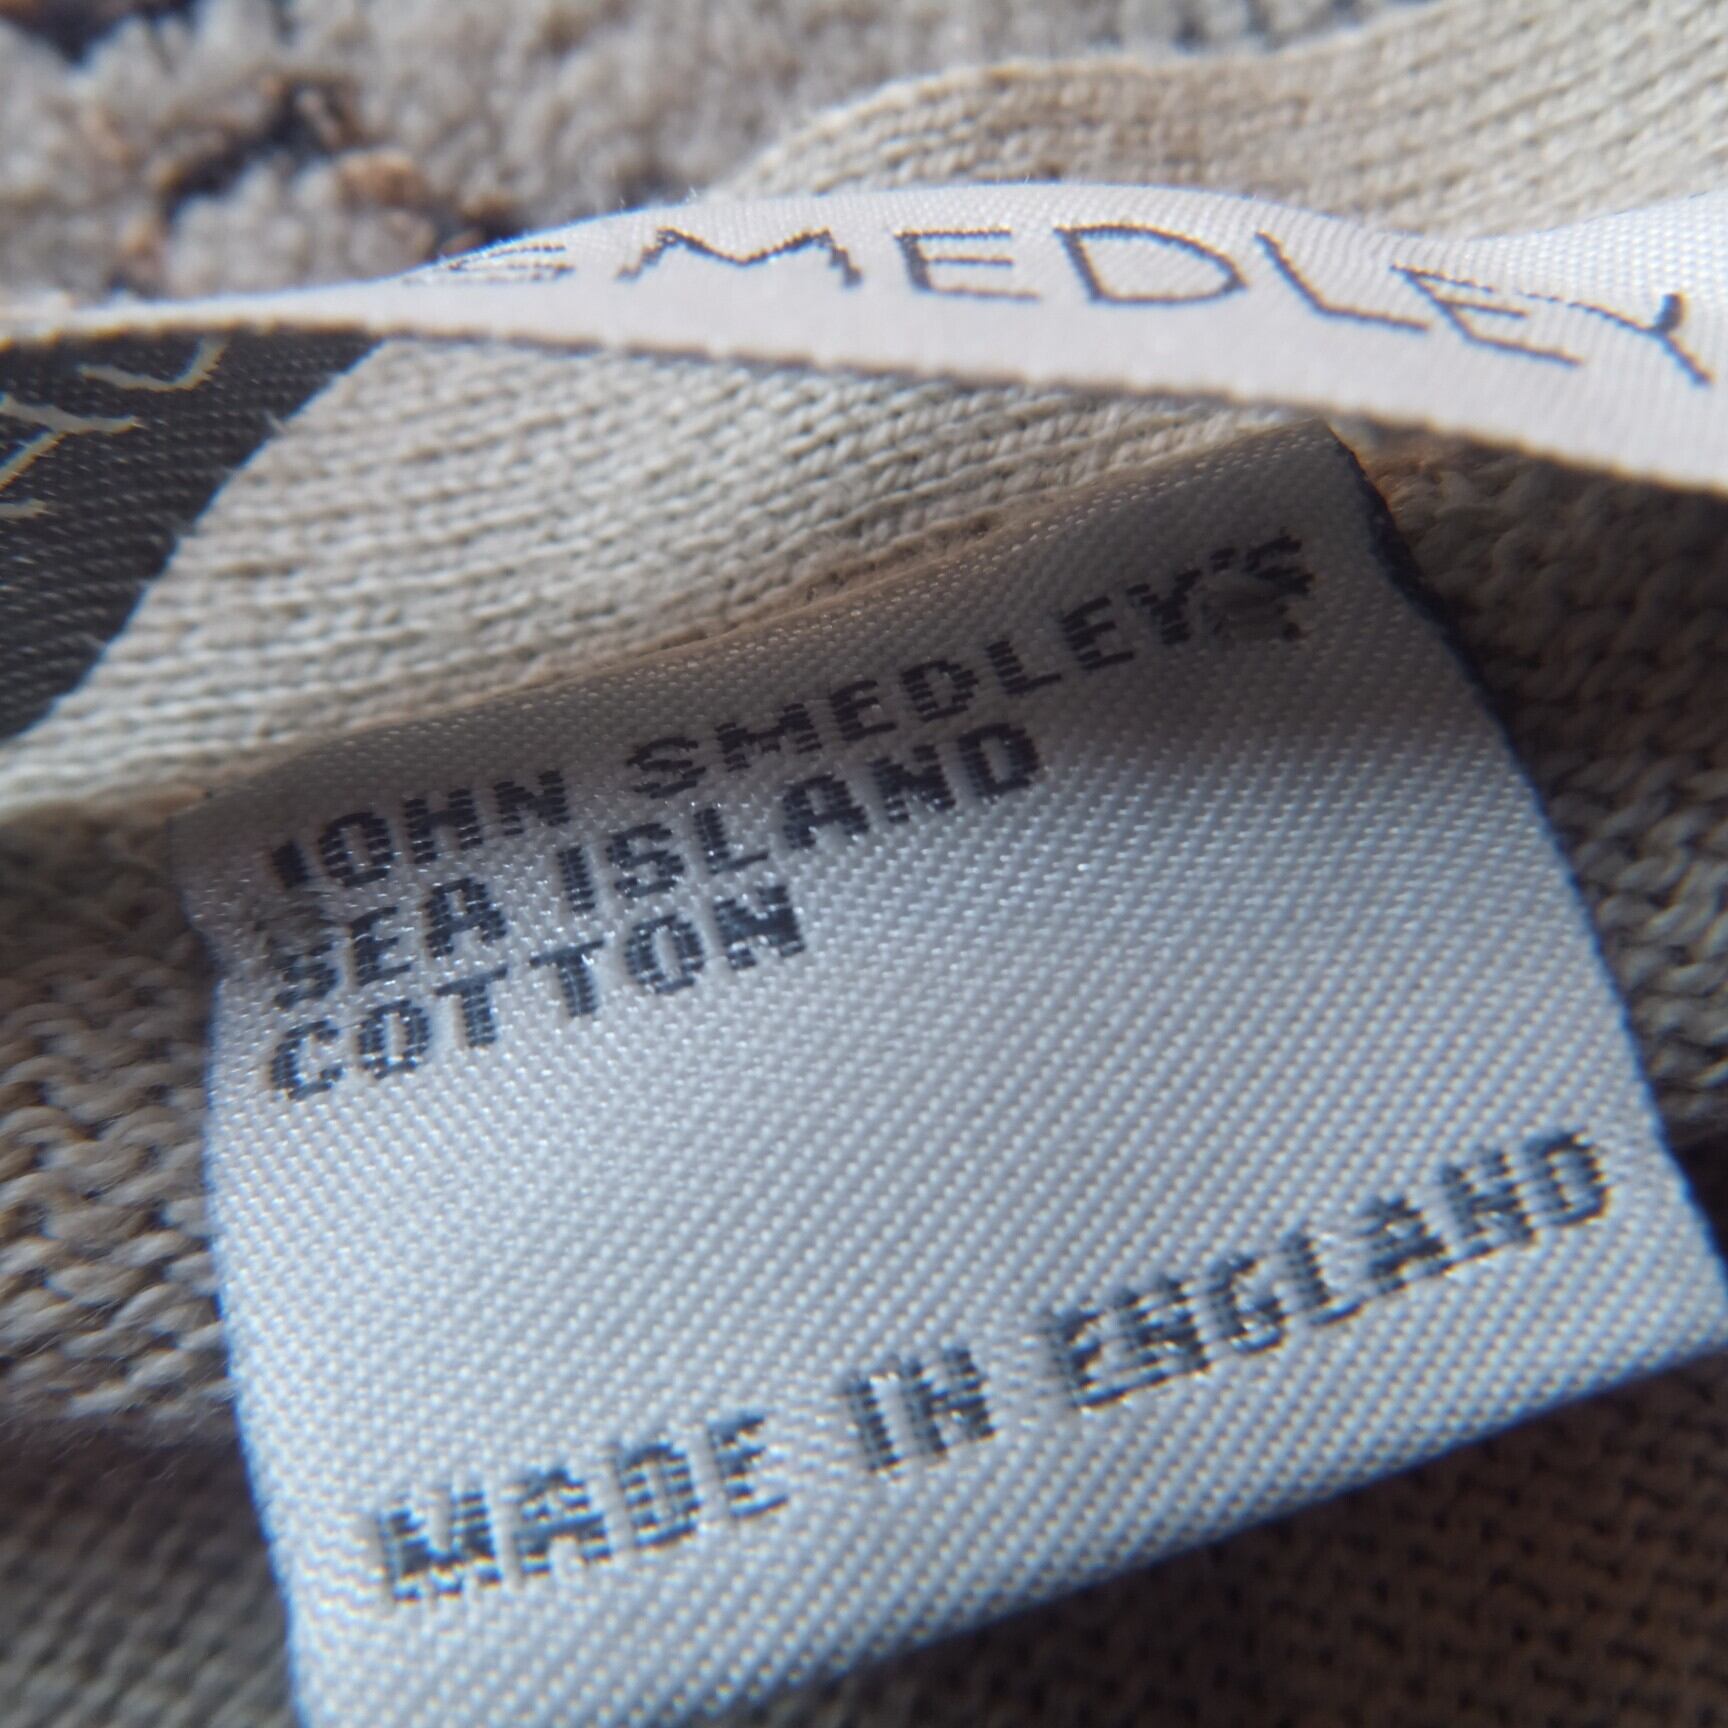 SMEDLEY
JOHN SMEDLEY'S
SEA ISLAND
COTTON
MADE IN ENGLAND